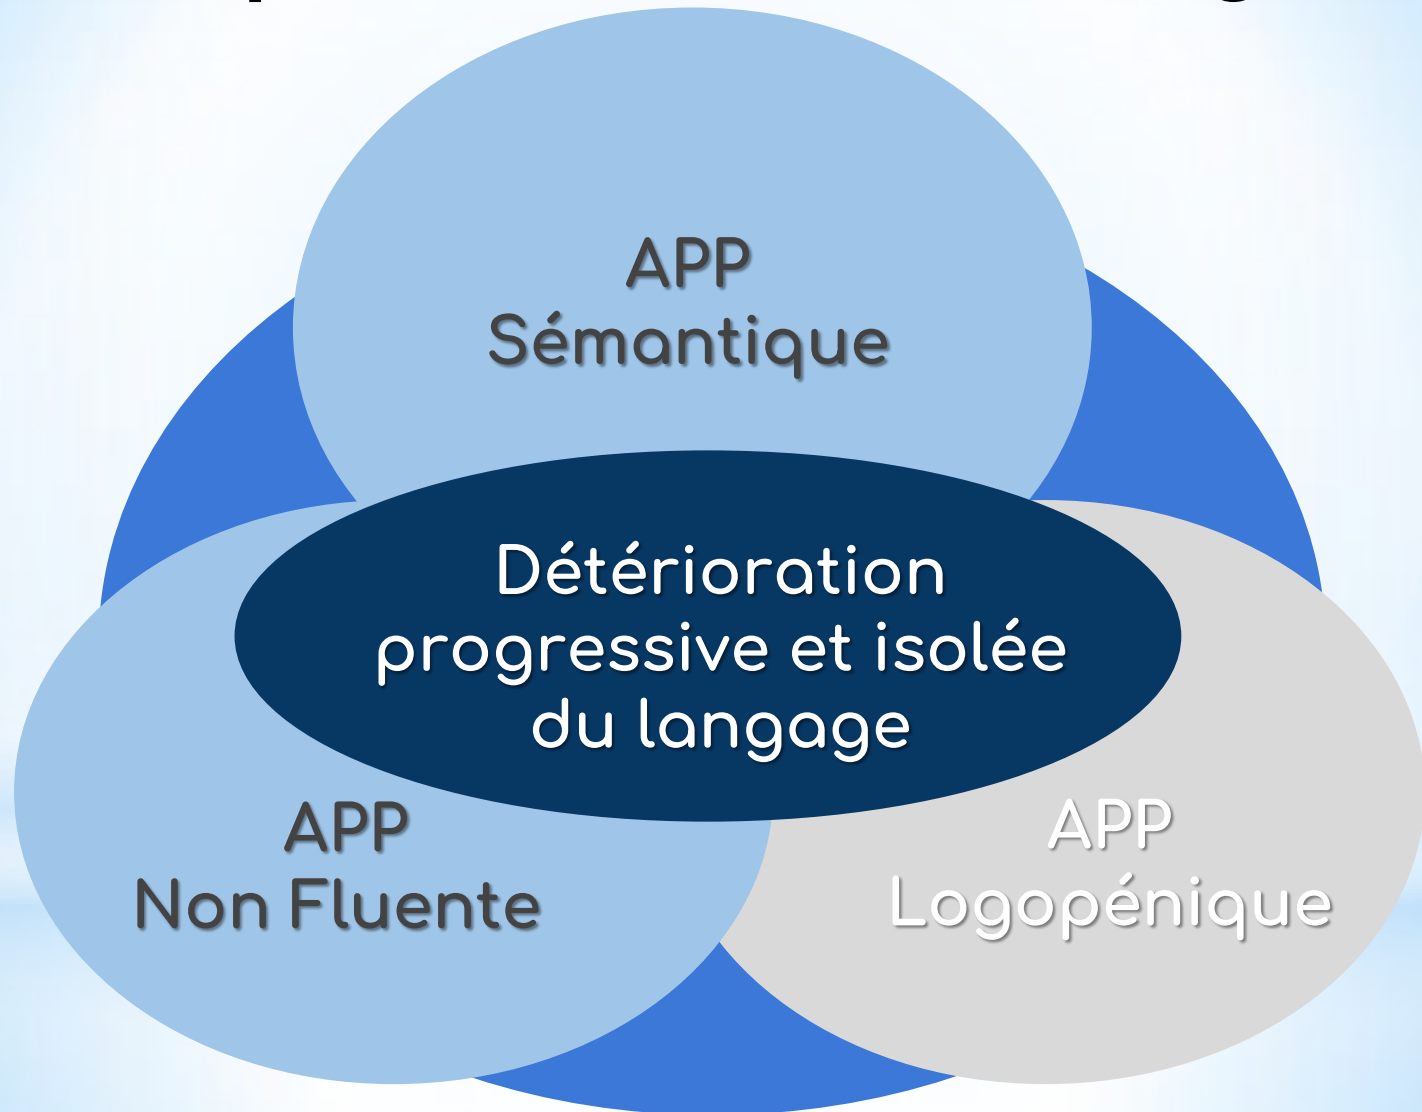 APP
Sémantique
Détérioration
progressive et isolée
du langage
APP
Non Fluente
APP
Logopénique